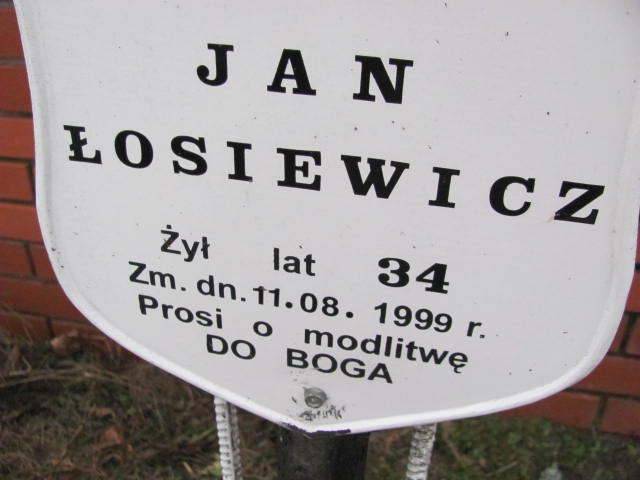 JAN
ŁOSIEWICZ
Żył lat 34
Zm. dn. 11.08. 1999 r.
Prosi o modlitwę
DO BOGA